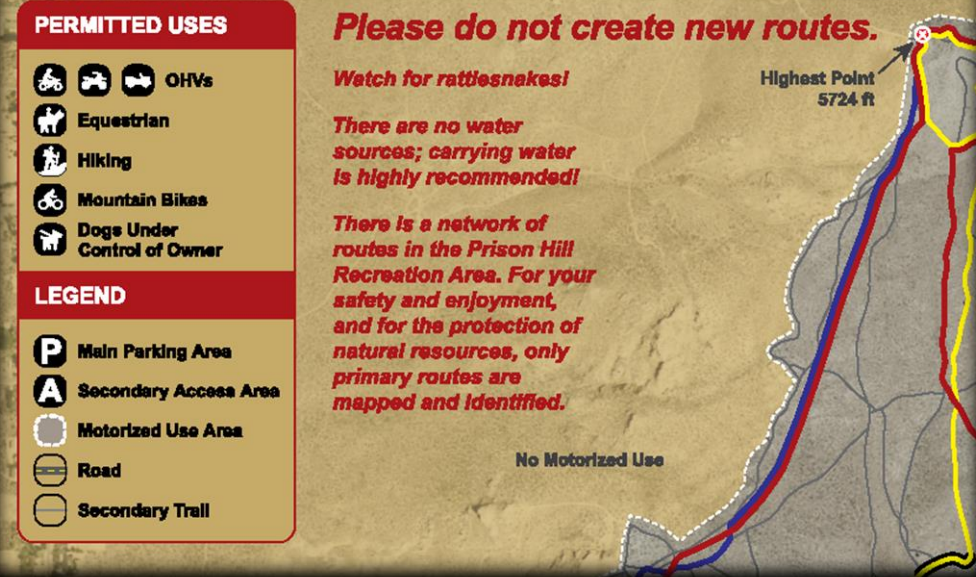 PERMITTED USES
OHVs
Equestrian
Hiking
Mountain Bikes
Dogs Under
Control of Owner
LEGEND
P Main Parking Area
A Secondary Access Area
Motorized Use Area
Road
Secondary Trail
Please do not create new routes.
Watch for rattlesnakes!
There are no water
sources; carrying water
is highly recommended!
There is a network of
routes in the Prison Hill
Recreation Area. For your
safety and enjoyment,
and for the protection of
natural resources, only
primary routes are
mapped and identified.
Highest Point
5724 ft
No Motorized Use